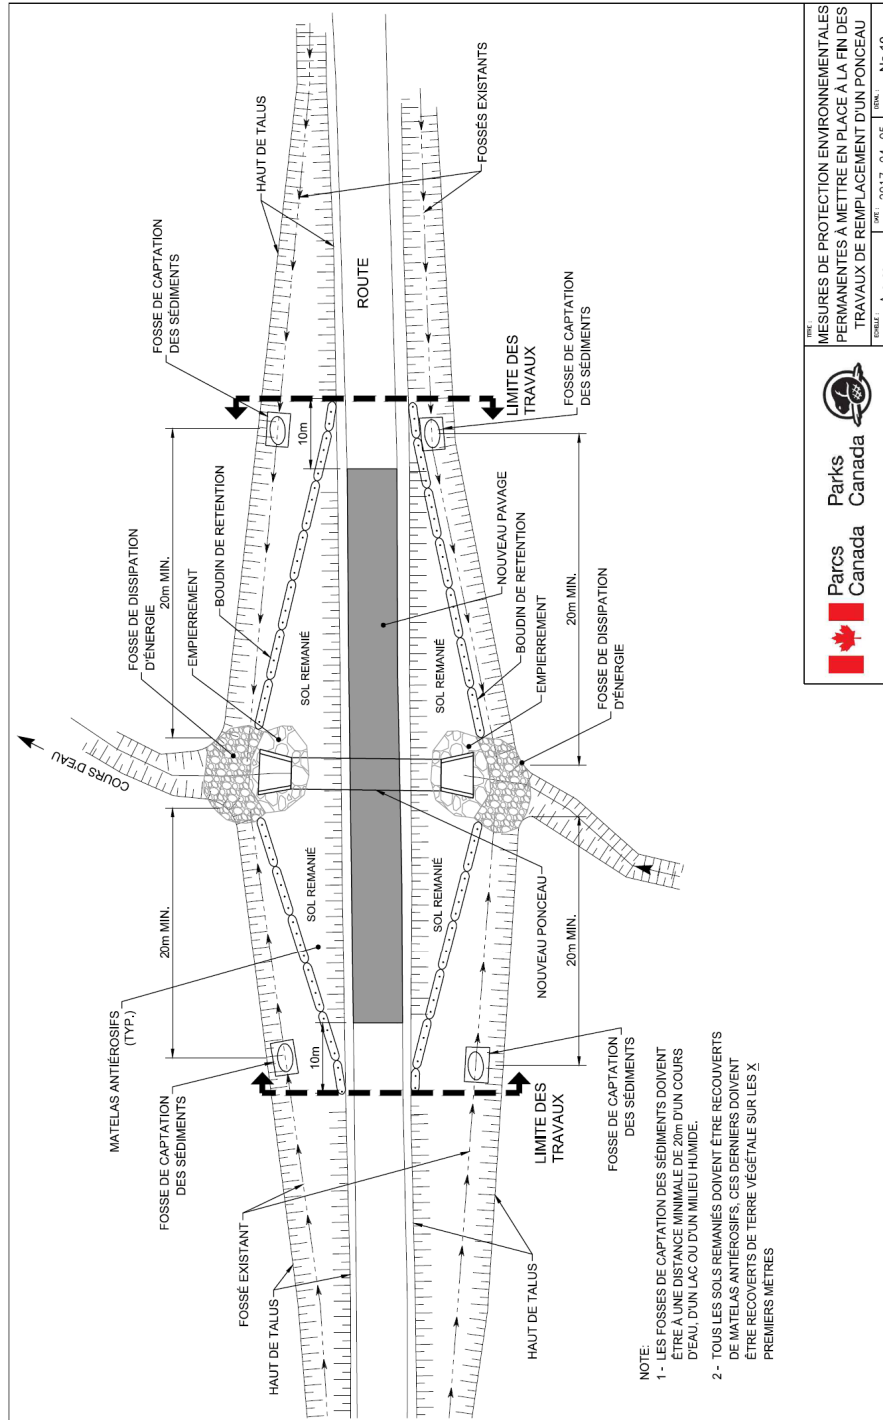 COURS D'EAU
MATELAS ANTIÉROSIFS
(TYP.)
FOSSE DE CAPTATION
DES SÉDIMENTS
20m MIN.
FOSSE DE DISSIPATION
D'ÉNERGIE
20m MIN.
EMPIERREMENT
BOUDIN DE RETENTION
FOSSE DE CAPTATION
DES SÉDIMENTS
HAUT DE TALUS
FOSSÉ EXISTANT
HAUT DE TALUS
10m
SOL REMANIÉ
SOL REMANIÉ
10m
ROUTE
FOSSÉS EXISTANTS
SOL REMANIÉ
SOL REMANIÉ
NOUVEAU PAVAGE
LIMITE DES
TRAVAUX
LIMITE DES
TRAVAUX
HAUT DE TALUS
FOSSE DE CAPTATION
DES SÉDIMENTS
20m MIN.
NOUVEAU PONCEAU
BOUDIN DE RETENTION
EMPIERREMENT
20m MIN.
FOSSE DE DISSIPATION
D'ÉNERGIE
FOSSE DE CAPTATION
DES SÉDIMENTS
NOTE:
1 - LES FOSSES DE CAPTATION DES SÉDIMENTS DOIVENT
ÊTRE À UNE DISTANCE MINIMALE DE 20m D'UN COURS
D'EAU, D'UN LAC OU D'UN MILIEU HUMIDE.
2 - TOUS LES SOLS REMANIÉS DOIVENT ÊTRE RECOUVERTS
DE MATELAS ANTIÉROSIFS, CES DERNIERS DOIVENT
ÊTRE RECOVERTS DE TERRE VÉGÉTALE SUR LES X
PREMIERS MÈTRES
Parcs Canada
Parks Canada
TITRE :
MESURES DE PROTECTION ENVIRONNEMENTALES
PERMANENTES À METTRE EN PLACE À LA FIN DES
TRAVAUX DE REMPLACEMENT D'UN PONCEAU
ÉCHELLE :
DATE :